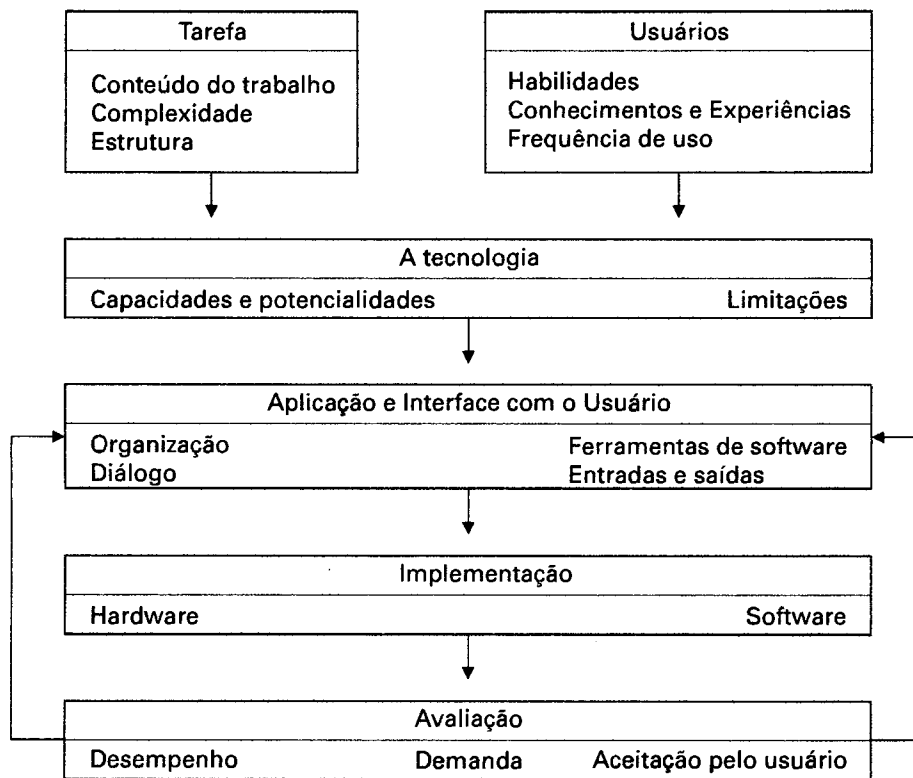 Tarefa
Conteúdo do trabalho
Complexidade
Estrutura
Usuários
Habilidades
Conhecimentos e Experiências
Frequência de uso
A tecnologia
Capacidades e potencialidades Limitações
Aplicação e Interface com o Usuário
Organização Ferramentas de software
Diálogo Entradas e saídas
Implementação
Hardware Software
Avaliação
Desempenho Demanda Aceitação pelo usuário